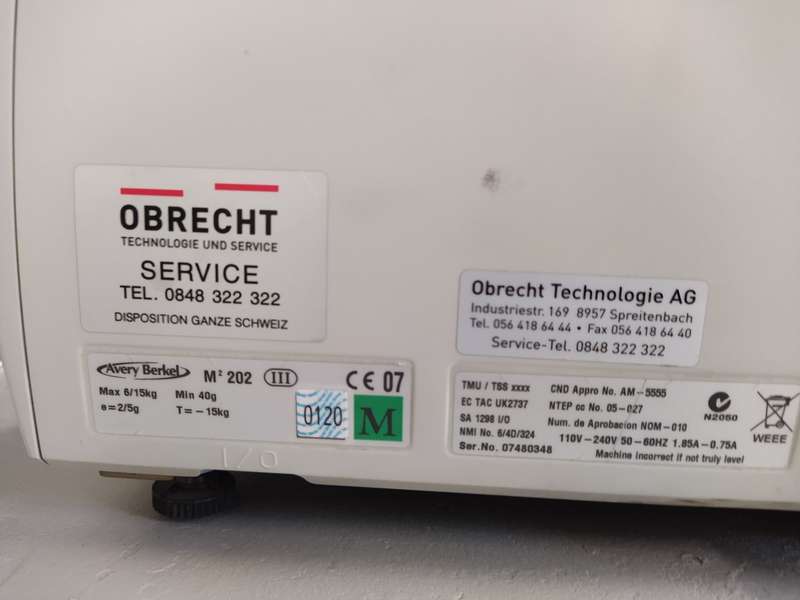 OBRECHT
TECHNOLOGIE UND SERVICE
SERVICE
TEL. 0848 322 322
DISPOSITION GANZE SCHWEIZ
Obrecht Technologie AG
Industriestr. 169 8957 Spreitenbach
Tel. 056 418 64 44 • Fax 056 418 64 40
Service-Tel. 0848 322 322
Avery Berkel M² 202 III CE 07
Max 6/15kg Min 40g
e=2/5g T=-15kg
0120 M
TMU / TSS xxxx CND Appro No. AM-5555
EC TAC UK2737 NTEP cc No. 05-027
SA 1298 I/O Num. de Aprobacion NOM-010
NMI No. 6/4D/324 110V-240V 50-60HZ 1.85A-0.75A
Ser.No. 07480348 Machine incorrect if not truly level
N2050
WEEE
I/O